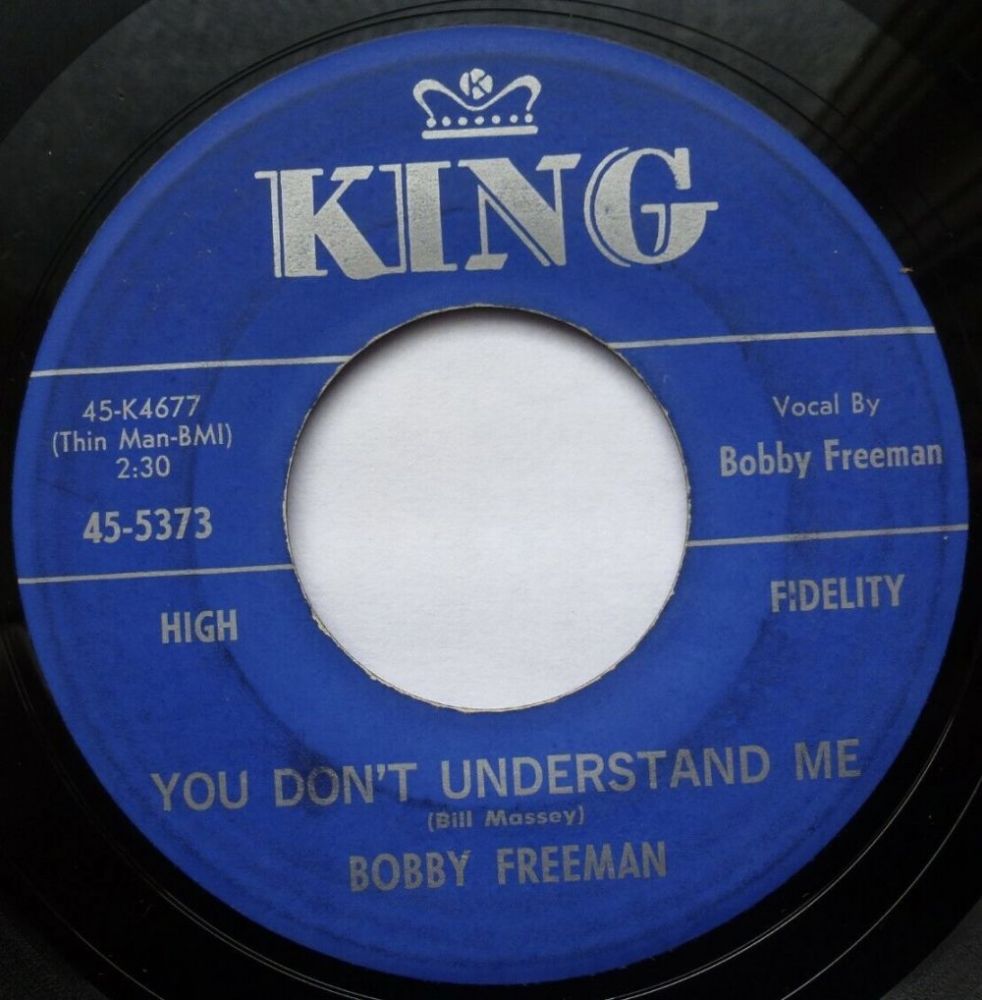 K
KING
45-K4677
(Thin Man-BMI)
2:30
45-5373
Vocal By
Bobby Freeman
HIGH FIDELITY
YOU DON'T UNDERSTAND ME
(Bill Massey)
BOBBY FREEMAN